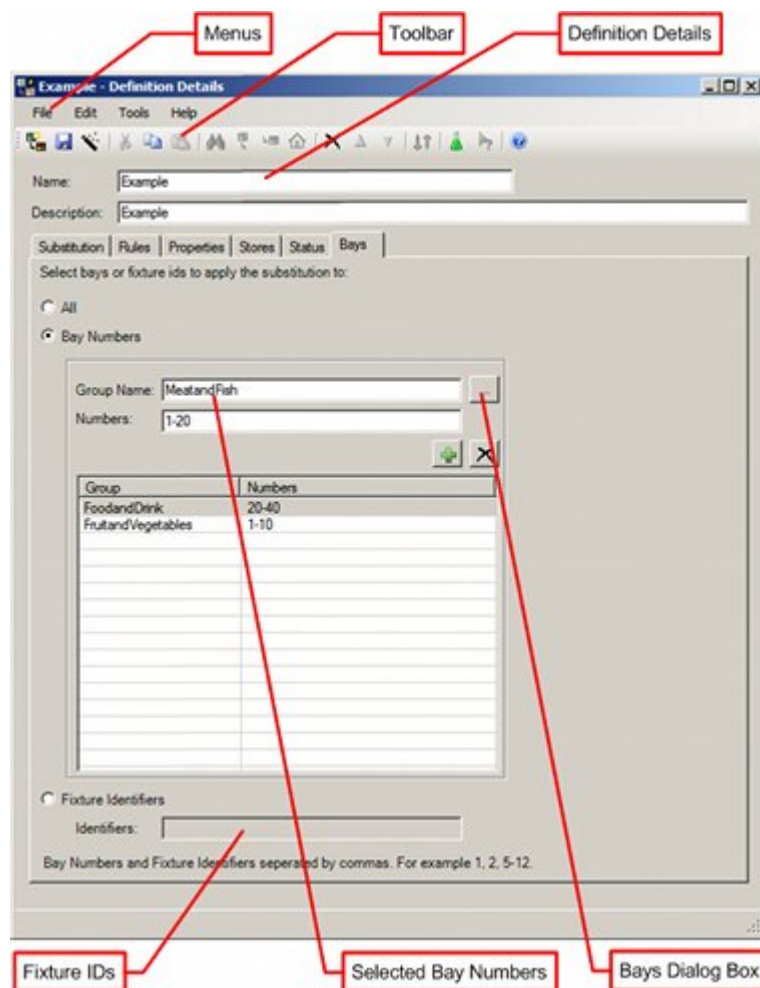 Menus Toolbar Definition Details
Example - Definition Details
File Edit Tools Help
Name: Example
Description: Example
Substitution Rules Properties Stores Status Bays
Select bays or fixture ids to apply the substitution to:
All
Bay Numbers
Group Name: MeatandFish ...
Numbers: 1-20
Group Numbers
FoodandDrink 20-40
FruitandVegetables 1-10
Fixture Identifiers
Identifiers:
Bay Numbers and Fixture Identifiers seperated by commas. For example 1, 2, 5-12.
Fixture IDs Selected Bay Numbers Bays Dialog Box